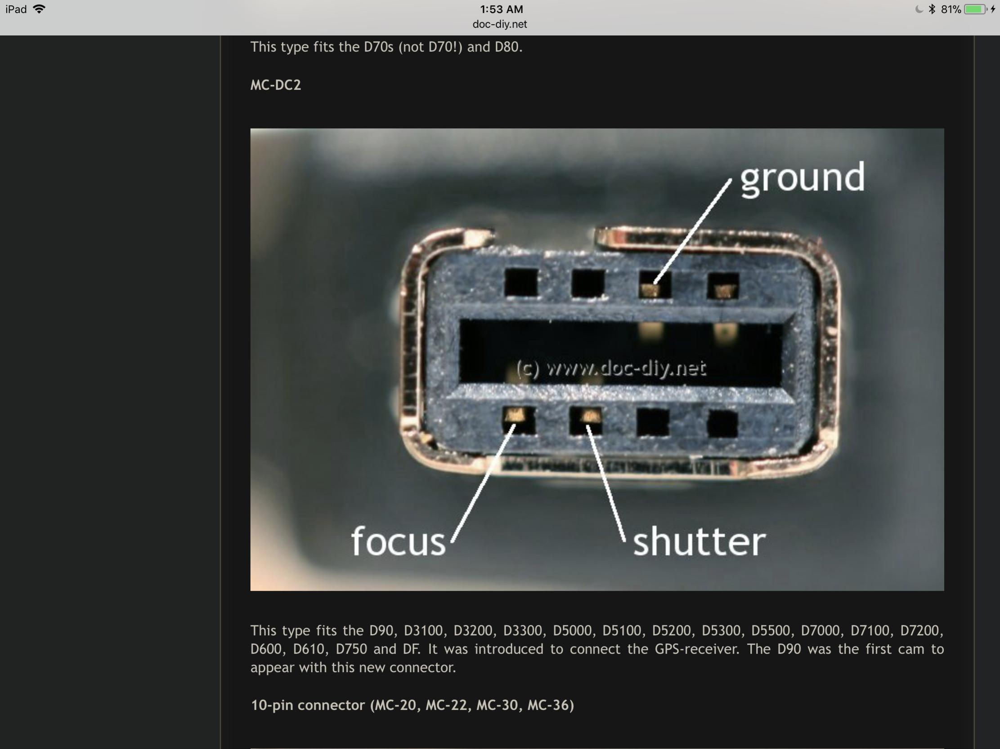 iPad
1:53 AM
81%
doc-diy.net
This type fits the D70s (not D70!) and D80.
MC-DC2
ground
(c) www.doc-diy.net
focus
shutter
This type fits the D90, D3100, D3200, D3300, D5000, D5100, D5200, D5300, D5500, D7000, D7100, D7200,
D600, D610, D750 and DF. It was introduced to connect the GPS-receiver. The D90 was the first cam to
appear with this new connector.
10-pin connector (MC-20, MC-22, MC-30, MC-36)